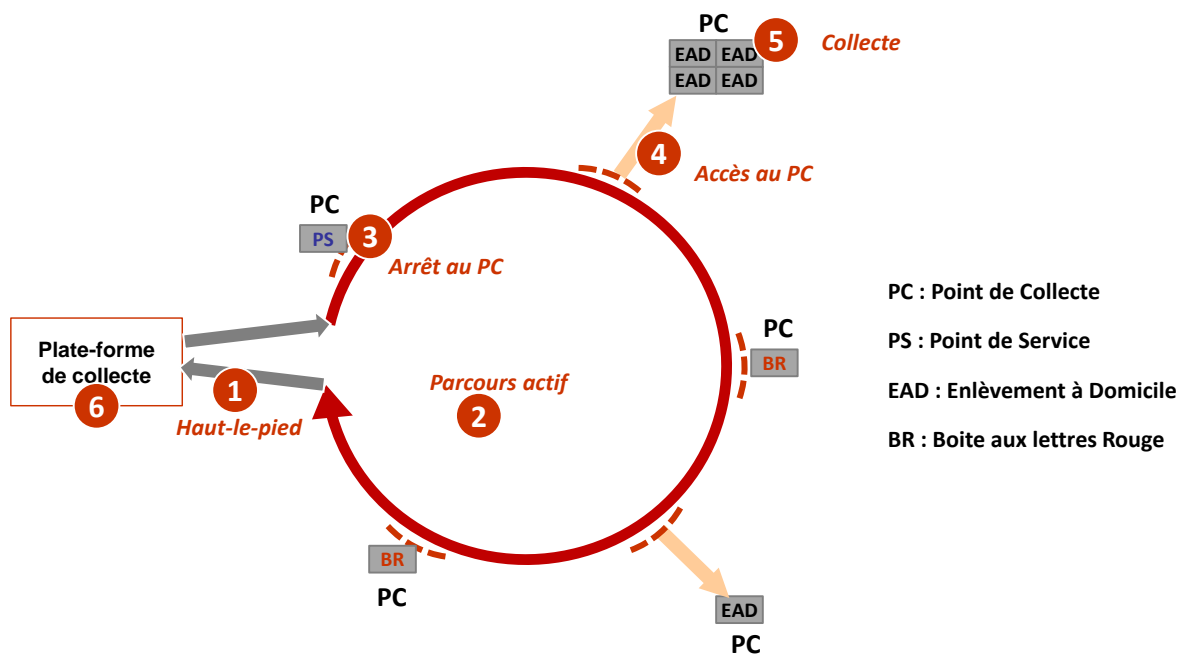 PC
5
EAD EAD
Collecte
EAD EAD
4
Accès au PC
PC
PS
3
Arrêt au PC
PC : Point de Collecte
PC
PS : Point de Service
Plate-forme
de collecte
BR
1
Parcours actif
EAD : Enlèvement à Domicile
6
2
Haut-le-pied
BR : Boite aux lettres Rouge
BR
PC
EAD
PC